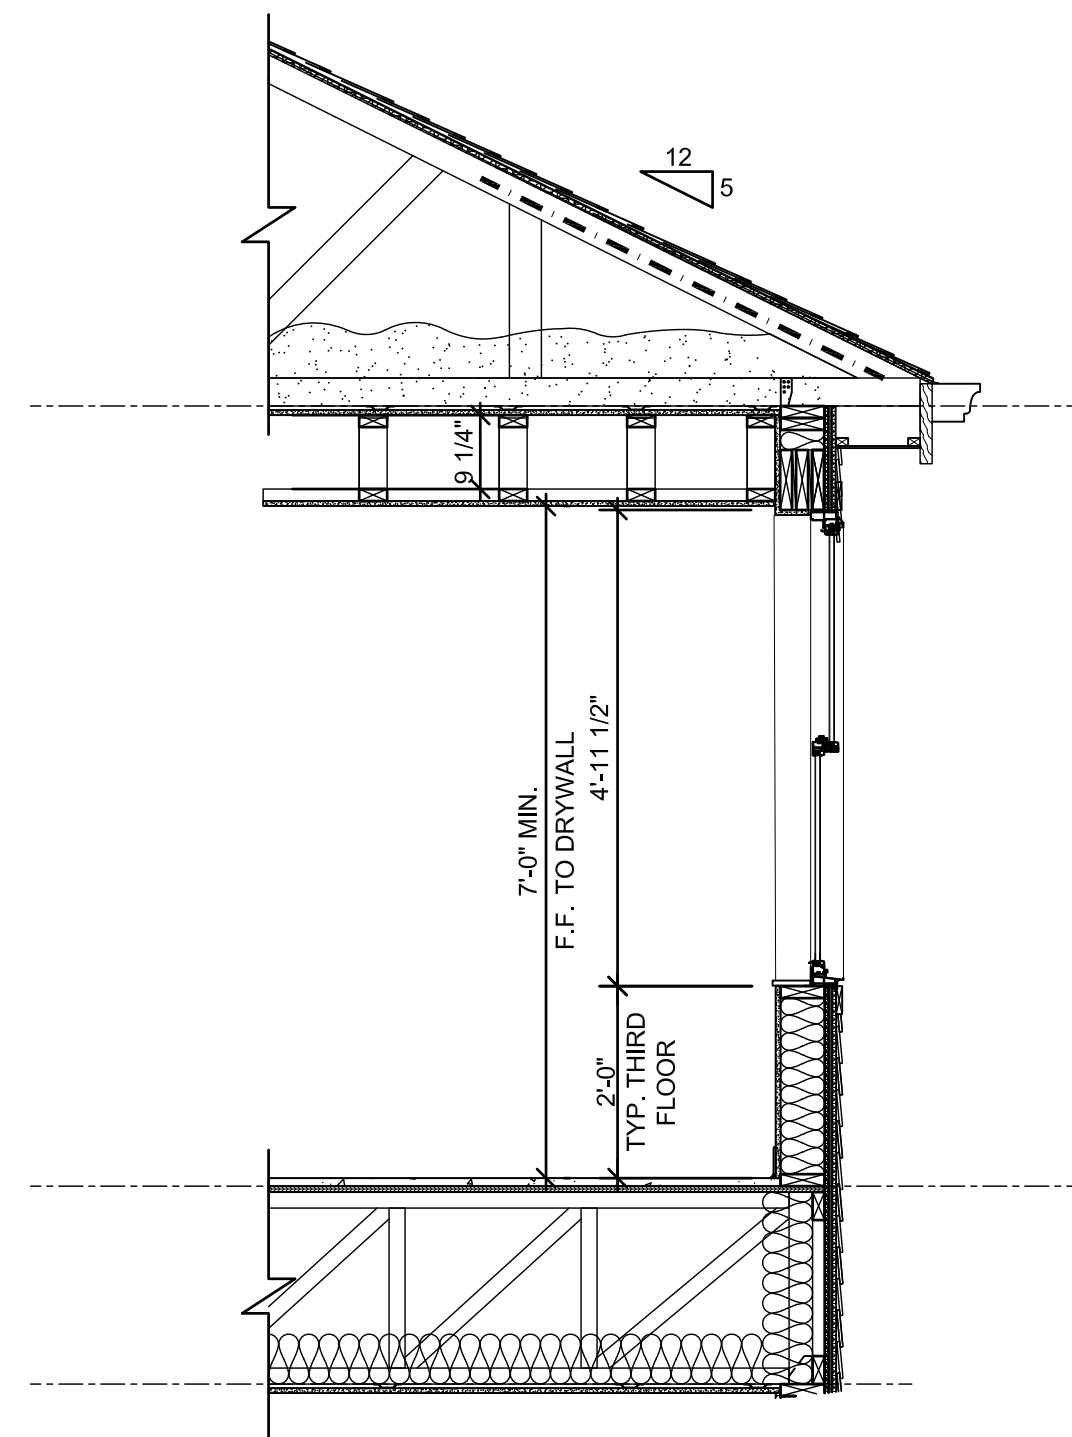 12
5
9 1/4"
7'-0" MIN.
F.F. TO DRYWALL
4'-11 1/2"
2'-0"
TYP. THIRD
FLOOR